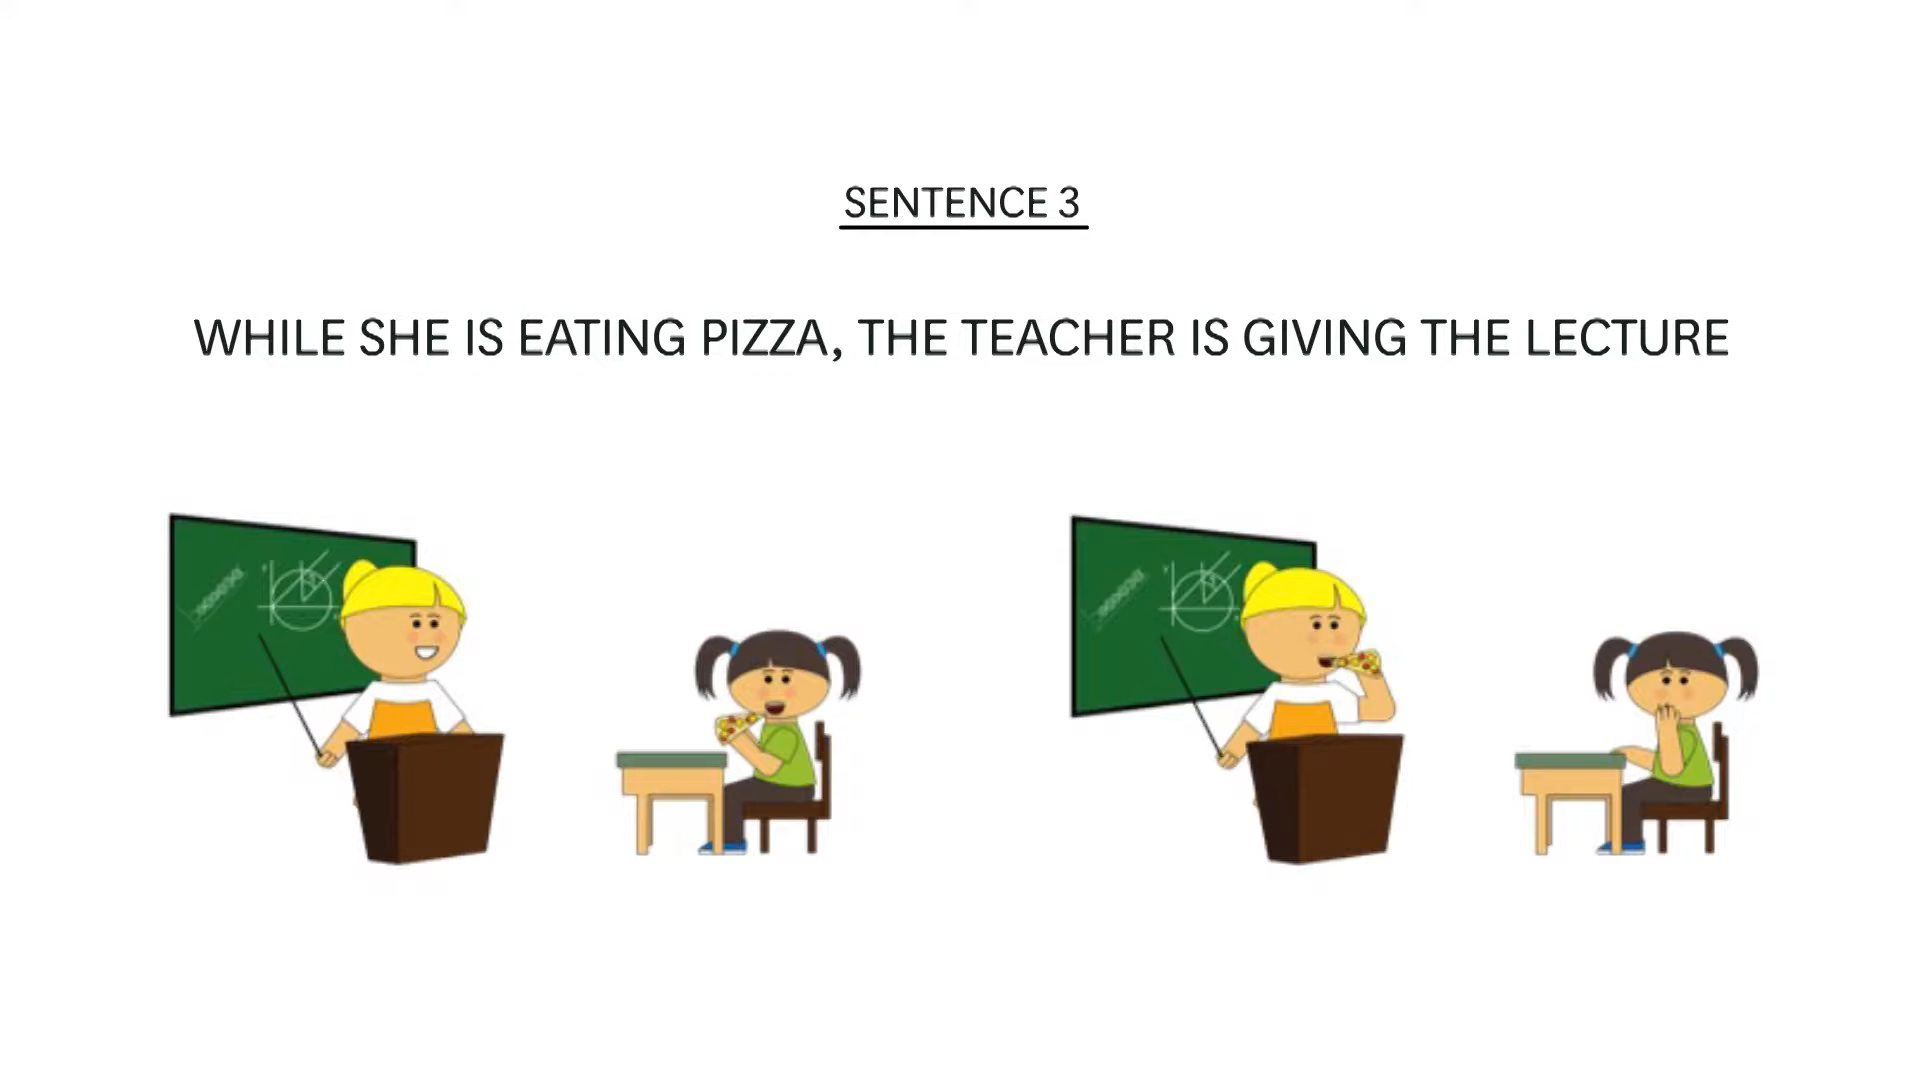 SENTENCE 3
WHILE SHE IS EATING PIZZA, THE TEACHER IS GIVING THE LECTURE